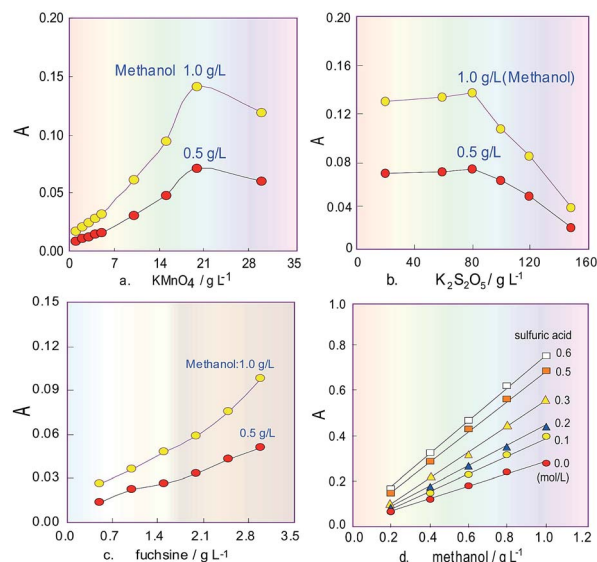 0.20
0.15
0.10
0.05
0.00
A
Methanol 1.0 g/L
0.5 g/L
0 7 14 21 28 35
a. KMnO4 / g L-1
0.20
0.16
0.12
0.08
0.04
0
A
1.0 g/L(Methanol)
0.5 g/L
0 40 80 120 160
b. K2S2O5/ g L-1
0.15
0.12
0.09
0.06
0.03
0.00
A
Methanol:1.0 g/L
0.5 g/L
0.0 0.7 1.4 2.1 2.8 3.5
c. fuchsine / g L-1
1.0
0.8
0.6
0.4
0.2
0.0
A
sulfuric acid
0.6
0.5
0.3
0.2
0.1
0.0
(mol/L)
0.0 0.2 0.4 0.6 0.8 1.0 1.2
d. methanol / g L-1